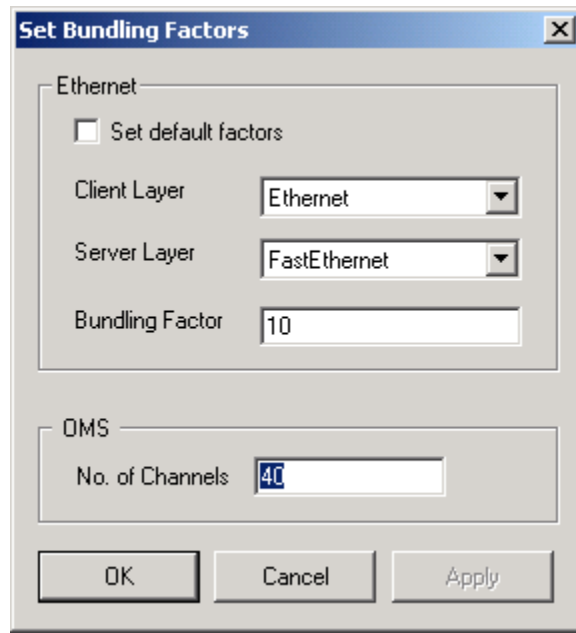 Set Bundling Factors
Ethernet
Set default factors
Client Layer Ethernet
Server Layer FastEthernet
Bundling Factor 10
OMS
No. of Channels 40
OK Cancel Apply